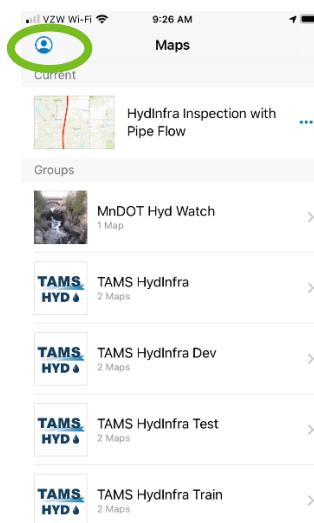 VZW Wi-Fi 9:26 AM
Maps
Current
HydInfra Inspection with
Pipe Flow
Groups
MnDOT Hyd Watch
1 Map
TAMS
HYD
TAMS HydInfra
2 Maps
TAMS
HYD
TAMS HydInfra Dev
2 Maps
TAMS
HYD
TAMS HydInfra Test
2 Maps
TAMS
HYD
TAMS HydInfra Train
2 Maps